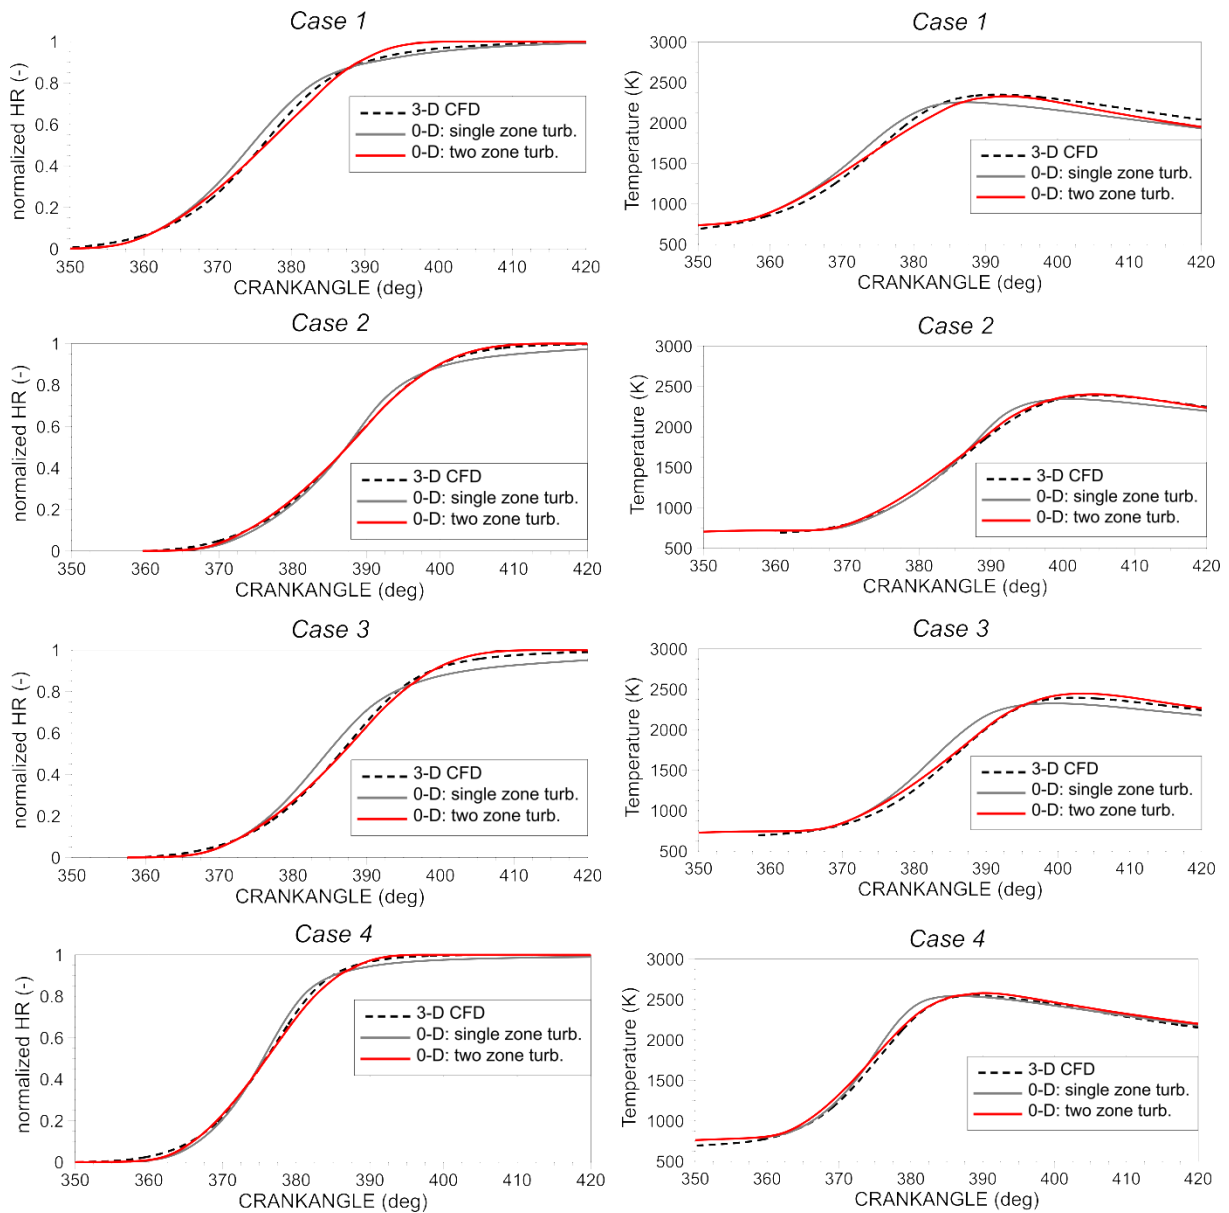 Case 1
normalized HR (-)
1
0.8
0.6
0.4
0.2
0
3-D CFD
0-D: single zone turb.
0-D: two zone turb.
350 360 370 380 390 400 410 420
CRANKANGLE (deg)
Case 1
Temperature (K)
3000
2500
2000
1500
1000
500
3-D CFD
0-D: single zone turb.
0-D: two zone turb.
350 360 370 380 390 400 410 420
CRANKANGLE (deg)
Case 2
normalized HR (-)
1
0.8
0.6
0.4
0.2
0
3-D CFD
0-D: single zone turb.
0-D: two zone turb.
350 360 370 380 390 400 410 420
CRANKANGLE (deg)
Case 2
Temperature (K)
3000
2500
2000
1500
1000
500
3-D CFD
0-D: single zone turb.
0-D: two zone turb.
350 360 370 380 390 400 410 420
CRANKANGLE (deg)
Case 3
normalized HR (-)
1
0.8
0.6
0.4
0.2
0
3-D CFD
0-D: single zone turb.
0-D: two zone turb.
350 360 370 380 390 400 410 420
CRANKANGLE (deg)
Case 3
Temperature (K)
3000
2500
2000
1500
1000
500
3-D CFD
0-D: single zone turb.
0-D: two zone turb.
350 360 370 380 390 400 410 420
CRANKANGLE (deg)
Case 4
normalized HR (-)
1
0.8
0.6
0.4
0.2
0
3-D CFD
0-D: single zone turb.
0-D: two zone turb.
350 360 370 380 390 400 410 420
CRANKANGLE (deg)
Case 4
Temperature (K)
3000
2500
2000
1500
1000
500
3-D CFD
0-D: single zone turb.
0-D: two zone turb.
350 360 370 380 390 400 410 420
CRANKANGLE (deg)